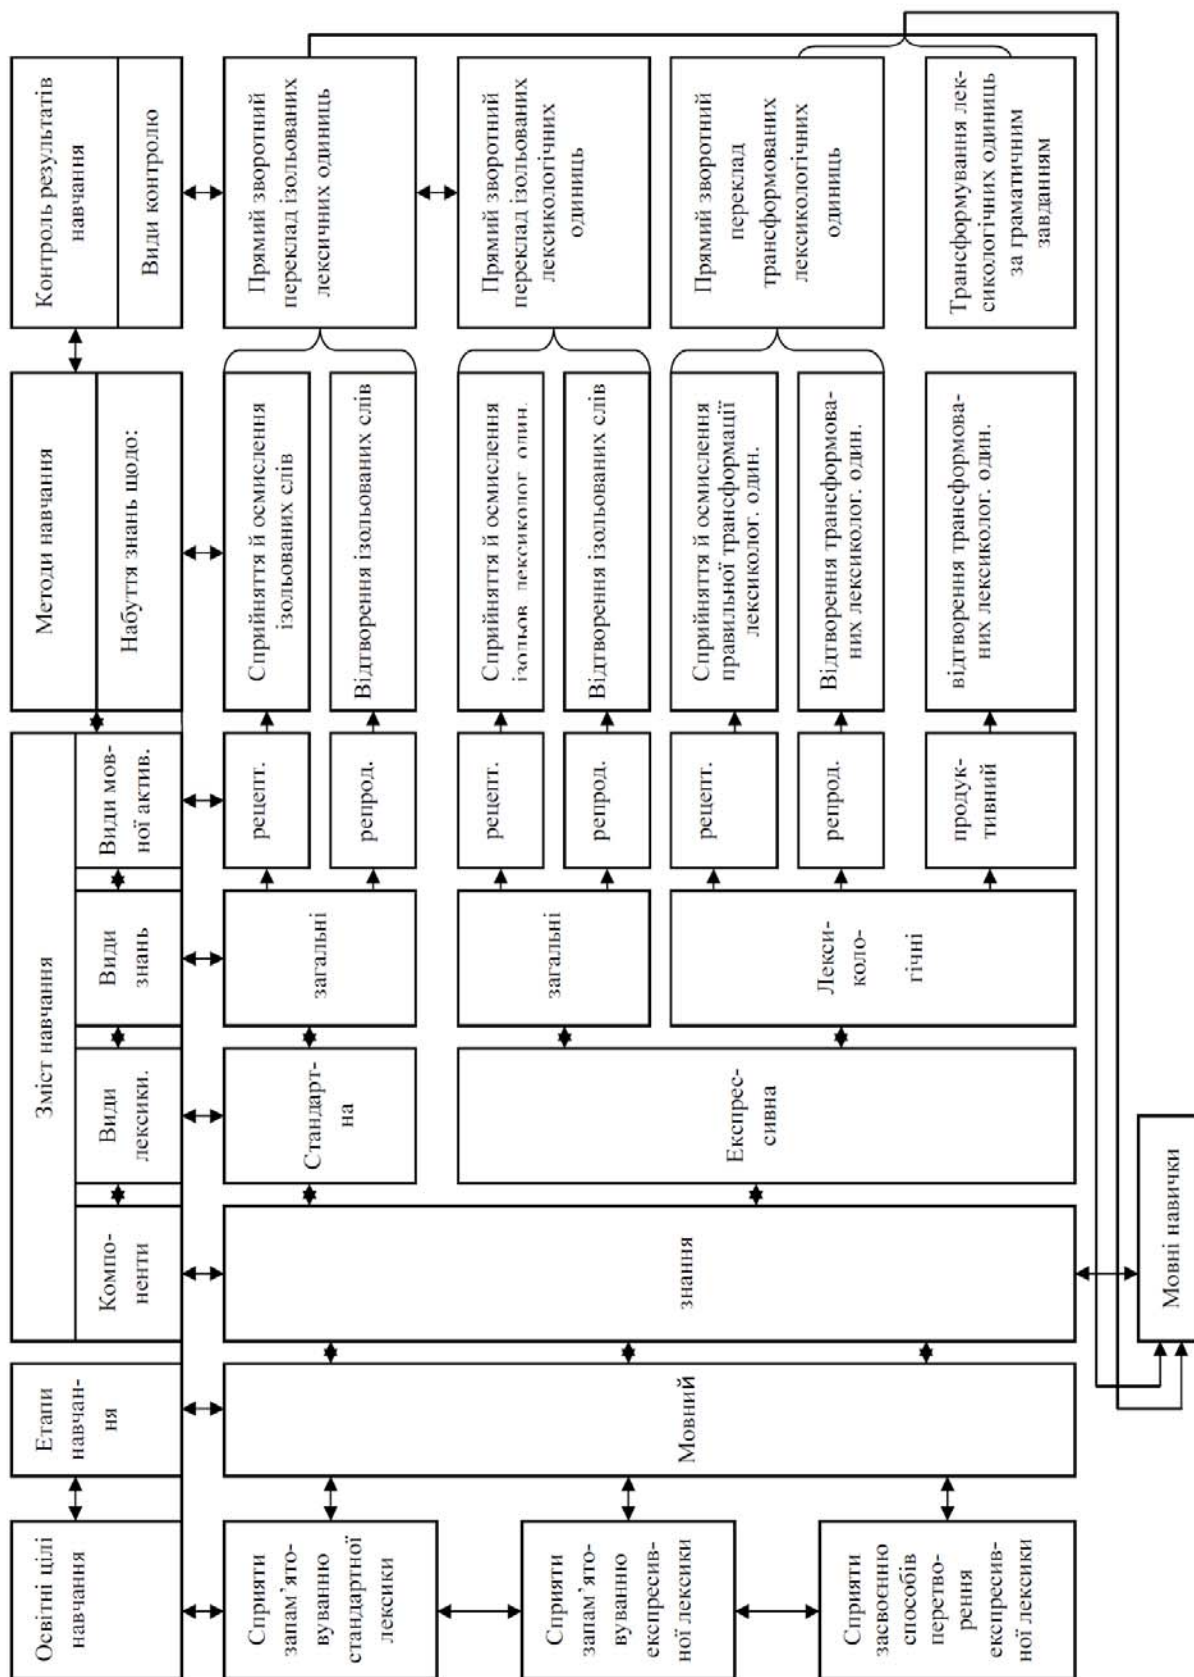 Освітні цілі
навчання
Етапи
навчан-
ня
Зміст навчання
Компо-
ненти
Види
лексики.
Види
знань
Види мов-
ної актив.
Методи навчання
Набуття знань щодо:
Контроль результатів
навчання
Види контролю
Сприяти
запам’ято-
вуванню
стандартної
лексики
Сприяти
запам’ято-
вуванню
експресив-
ної лексики
Сприяти
засвоєнню
способів
перетво-
рення
експресив-
ної лексики
Мовний
знання
Стандарт-
на
Експрес-
сивна
загальні
загальні
Лекси-
коло-
гічні
рецепт.
репрод.
рецепт.
репрод.
рецепт.
репрод.
продук-
тивний
Сприйняття й осмислення
ізольованих слів
Відтворення ізольованих слів
Сприйняття й осмислення
ізольов. лексиколог. один.
Відтворення ізольованих слів
Сприйняття й осмислення
правильної трансформації
лексиколог. один.
Відтворення трансформова-
них лексиколог. один.
відтворення трансформова-
них лексиколог. один.
Прямий зворотний
переклад ізольованих
лексичних одиниць
Прямий зворотний
переклад ізольованих
лексикологічних
одиниць
Прямий зворотний
переклад
трансформованих
лексикологічних
одиниць
Трансформування лек-
сикологічних одиниць
за граматичним
завданням
Мовні навички